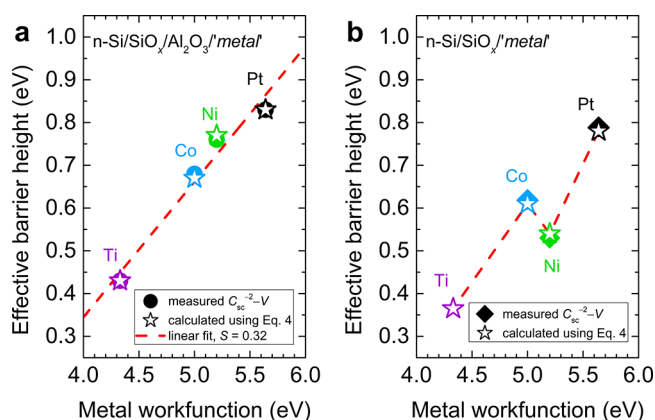 a
n-Si/SiOₓ/Al₂O₃/'metal'
Effective barrier height (eV)
1.0
0.9
0.8
0.7
0.6
0.5
0.4
0.3
Pt
Ni
Co
Ti
measured C_sc⁻²–V
calculated using Eq. 4
linear fit, S = 0.32
4.0 4.5 5.0 5.5 6.0
Metal workfunction (eV)
b
n-Si/SiOₓ/'metal'
Effective barrier height (eV)
1.0
0.9
0.8
0.7
0.6
0.5
0.4
0.3
Pt
Co
Ni
Ti
measured C_sc⁻²–V
calculated using Eq. 4
4.0 4.5 5.0 5.5 6.0
Metal workfunction (eV)